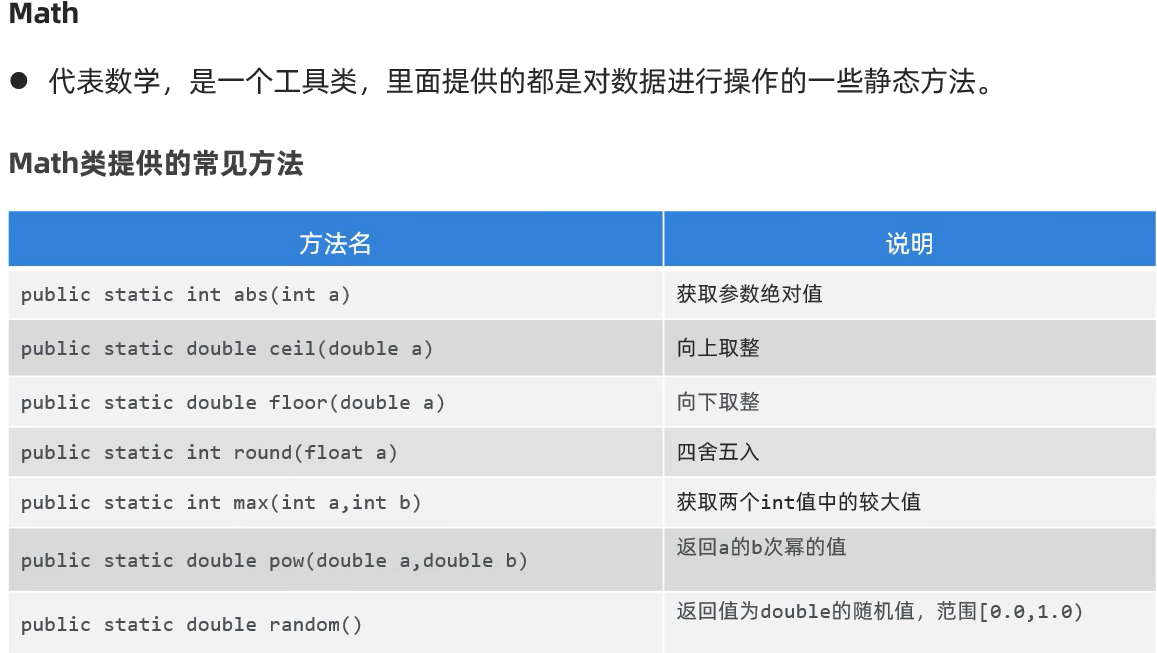 Math
● 代表数学，是一个工具类，里面提供的都是对数据进行操作的一些静态方法。
Math类提供的常见方法
方法名 说明
public static int abs(int a) 获取参数绝对值
public static double ceil(double a) 向上取整
public static double floor(double a) 向下取整
public static int round(float a) 四舍五入
public static int max(int a,int b) 获取两个int值中的较大值
public static double pow(double a,double b) 返回a的b次幂的值
public static double random() 返回值为double的随机值，范围[0.0,1.0)